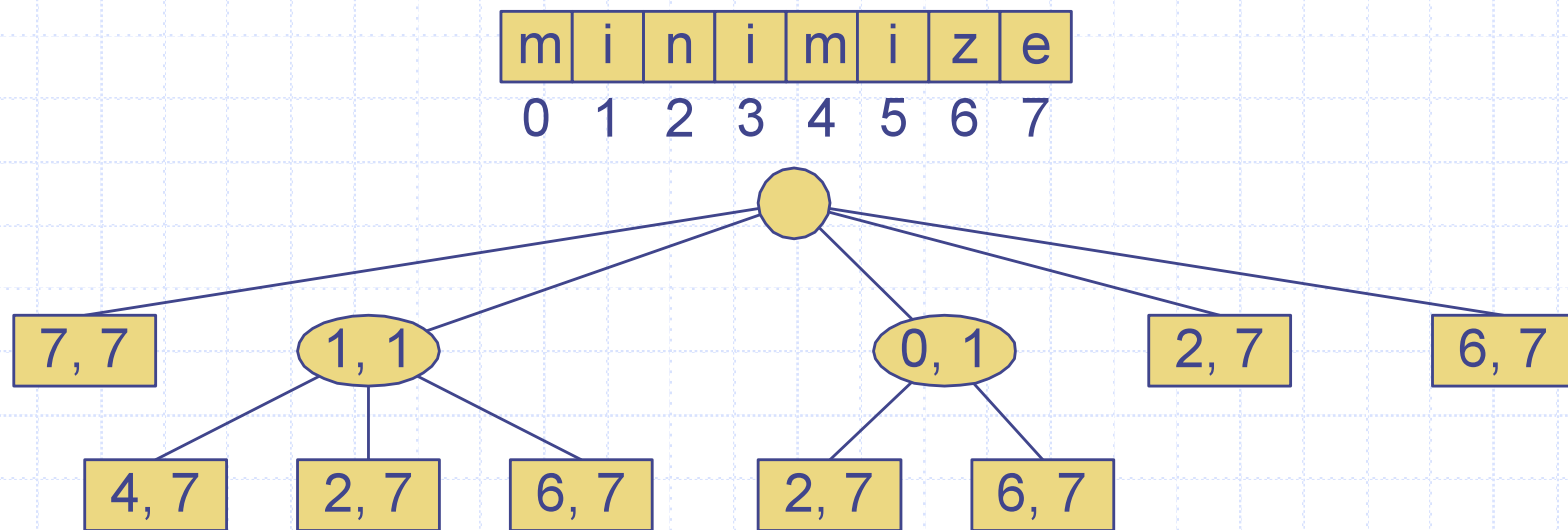 m i n i m i z e
0 1 2 3 4 5 6 7
7, 7 1, 1 0, 1 2, 7 6, 7
4, 7 2, 7 6, 7 2, 7 6, 7